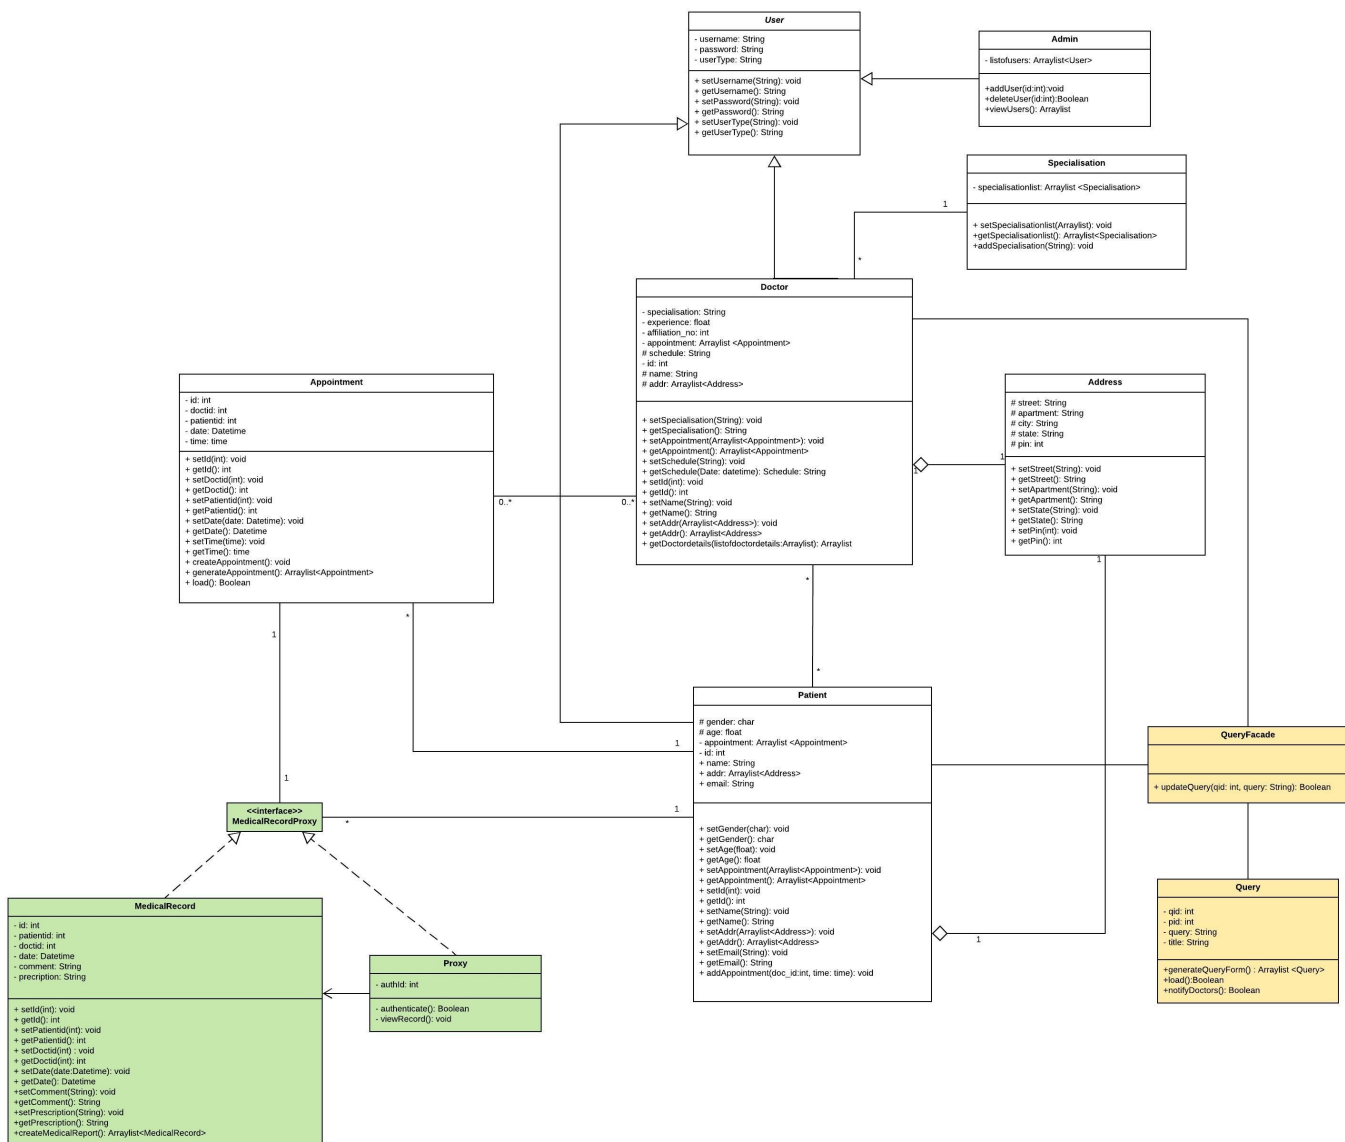 User
- username: String
- password: String
- userType: String
+ setUsername(String): void
+ getUsername(): String
+ setPassword(String): void
+ getPassword(): String
+ setUserType(String): void
+ getUserType(): String
Admin
- listofusers: Arraylist<User>
+addUser(id:int):void
+deleteUser(id:int):Boolean
+viewUsers(): Arraylist
Specialisation
- specialisationlist: Arraylist <Specialisation>
+ setSpecialisationlist(Arraylist): void
+getSpecialisationlist(): Arraylist<Specialisation>
+addSpecialisation(String): void
1
*
Doctor
- specialisation: String
- experience: float
- affiliation_no: int
- appointment: Arraylist <Appointment>
# schedule: String
- id: int
# name: String
# addr: Arraylist<Address>
+ setSpecialisation(String): void
+ getSpecialisation(): String
+ setAppointment(Arraylist<Appointment>): void
+ getAppointment(): Arraylist<Appointment>
+ setSchedule(String): void
+ getSchedule(Date: datetime): Schedule: String
+ setId(int): void
+ getId(): int
+ setName(String): void
+ getName(): String
+ setAddr(Arraylist<Address>): void
+ getAddr(): Arraylist<Address>
+ getDoctordetails(listofdoctordetails:Arraylist): Arraylist
Appointment
- id: int
- doctid: int
- patientid: int
- date: Datetime
- time: time
+ setId(int): void
+ getId(): int
+ setDoctid(int): void
+ getDoctid(): int
+ setPatientid(int): void
+ getPatientid(): int
+ setDate(date: Datetime): void
+ getDate(): Datetime
+ setTime(time): void
+ getTime(): time
+ createAppointment(): void
+ generateAppointment(): Arraylist<Appointment>
+ load(): Boolean
0..*
0..*
Address
# street: String
# apartment: String
# city: String
# state: String
# pin: int
+ setStreet(String): void
+ getStreet(): String
+ setApartment(String): void
+ getApartment(): String
+ setState(String): void
+ getState(): String
+ setPin(int): void
+ getPin(): int
1
1
1
*
*
1
*
1
1
Patient
# gender: char
# age: float
- appointment: Arraylist <Appointment>
- id: int
+ name: String
+ addr: Arraylist<Address>
+ email: String
+ setGender(char): void
+ getGender(): char
+ setAge(float): void
+ getAge(): float
+ setAppointment(Arraylist<Appointment>): void
+ getAppointment(): Arraylist<Appointment>
+ setId(int): void
+ getId(): int
+ setName(String): void
+ getName(): String
+ setAddr(Arraylist<Address>): void
+ getAddr(): Arraylist<Address>
+ setEmail(String): void
+ getEmail(): String
+ addAppointment(doc_id:int, time: time): void
1
QueryFacade
+ updateQuery(qid: int, query: String): Boolean
Query
- qid: int
- pid: int
- query: String
- title: String
+generateQueryForm() : Arraylist <Query>
+load():Boolean
+notifyDoctors(): Boolean
<<interface>>
MedicalRecordProxy
*
1
MedicalRecord
- id: int
- patientid: int
- doctid: int
- date: Datetime
- comment: String
- precription: String
+ setId(int): void
+ getId(): int
+ setPatientid(int): void
+ getPatientid(): int
+ setDoctid(int) : void
+ getDoctid(int): int
+ setDate(date:Datetime): void
+ getDate(): Datetime
+setComment(String): void
+getComment(): String
+setPrescription(String): void
+getPrescription(): String
+createMedicalReport(): Arraylist<MedicalRecord>
Proxy
- authId: int
- authenticate(): Boolean
- viewRecord(): void